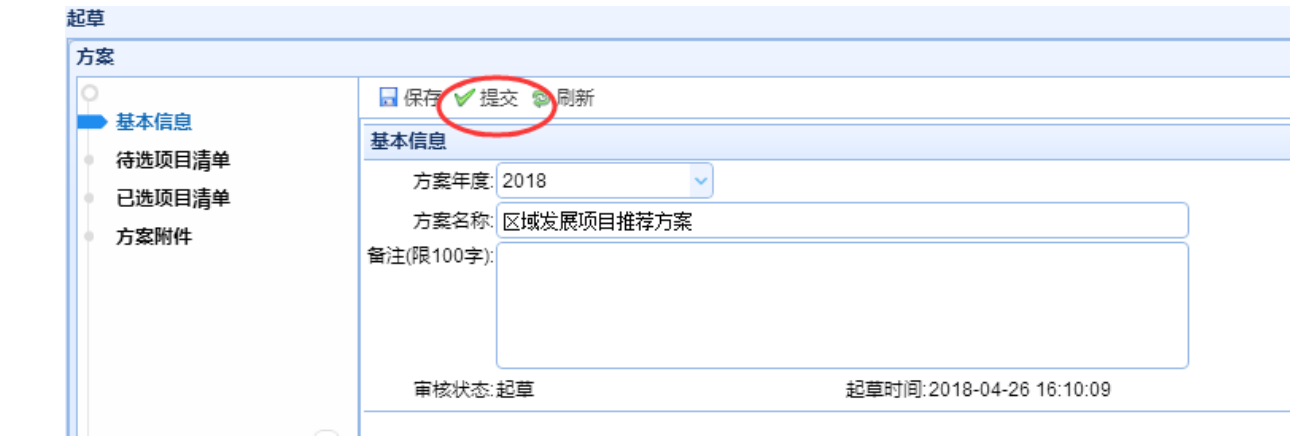 起草
方案
基本信息
待选项目清单
已选项目清单
方案附件
保存 提交 刷新
基本信息
方案年度: 2018
方案名称: 区域发展项目推荐方案
备注(限100字):
审核状态: 起草 起草时间: 2018-04-26 16:10:09